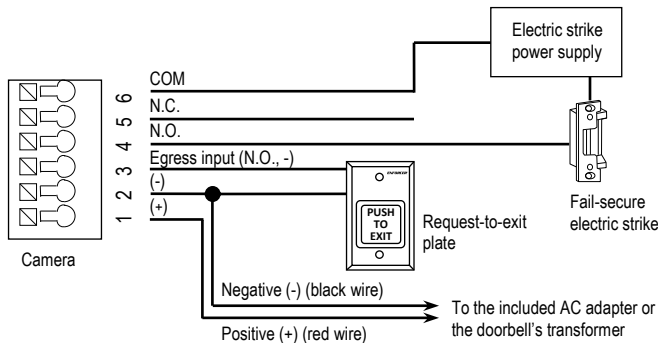 Electric strike
power supply
COM
6
N.C.
5
N.O.
4
Egress input (N.O., -)
3
(-)
2
(+)
1
ENFORCER
PUSH
TO
EXIT
Request-to-exit
plate
Fail-secure
electric strike
Camera
Negative (-) (black wire)
Positive (+) (red wire)
To the included AC adapter or
the doorbell's transformer